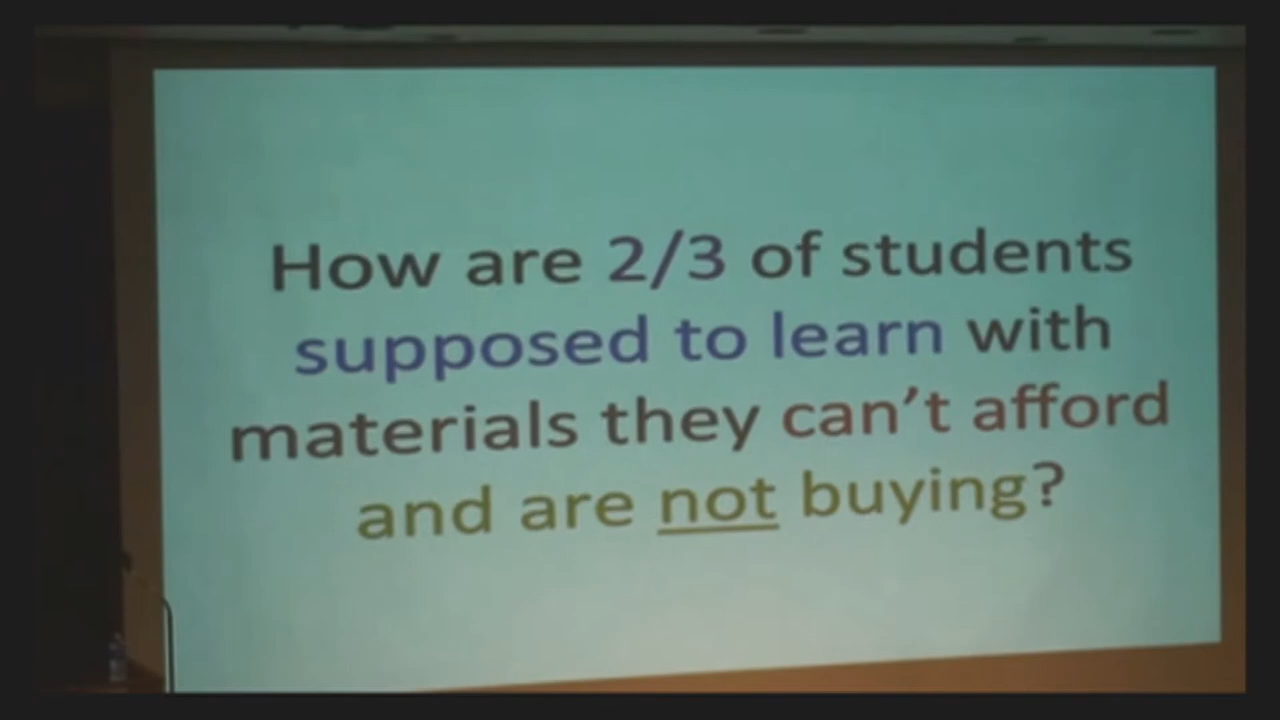 How are 2/3 of students
supposed to learn with
materials they can't afford
and are not buying?